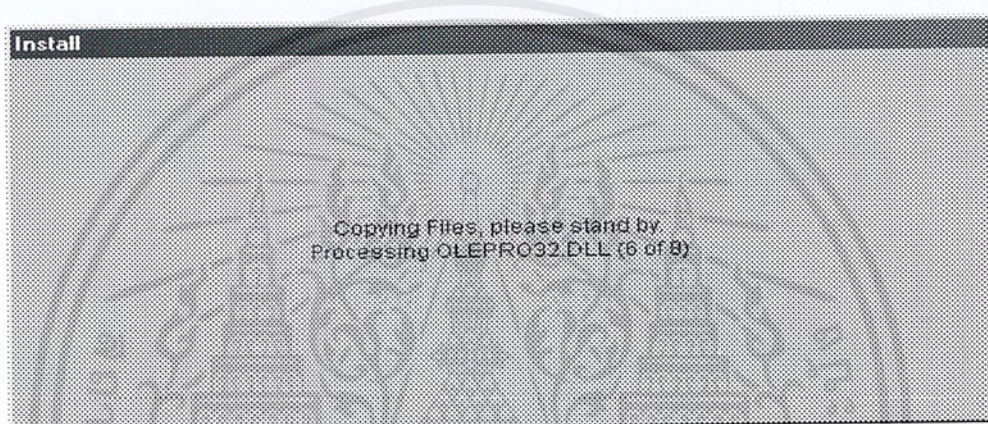 Install
Copying Files, please stand by.
Processing OLEPRO32.DLL (6 of 8)